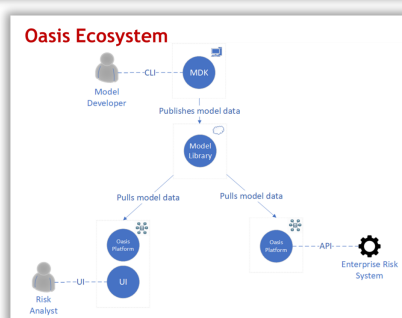 Oasis Ecosystem
CLI
MDK
Model
Developer
Publishes model data
Model
Library
Pulls model data
Pulls model data
Oasis
Platform
Oasis
Platform
API
Enterprise Risk
System
UI
UI
Risk
Analyst